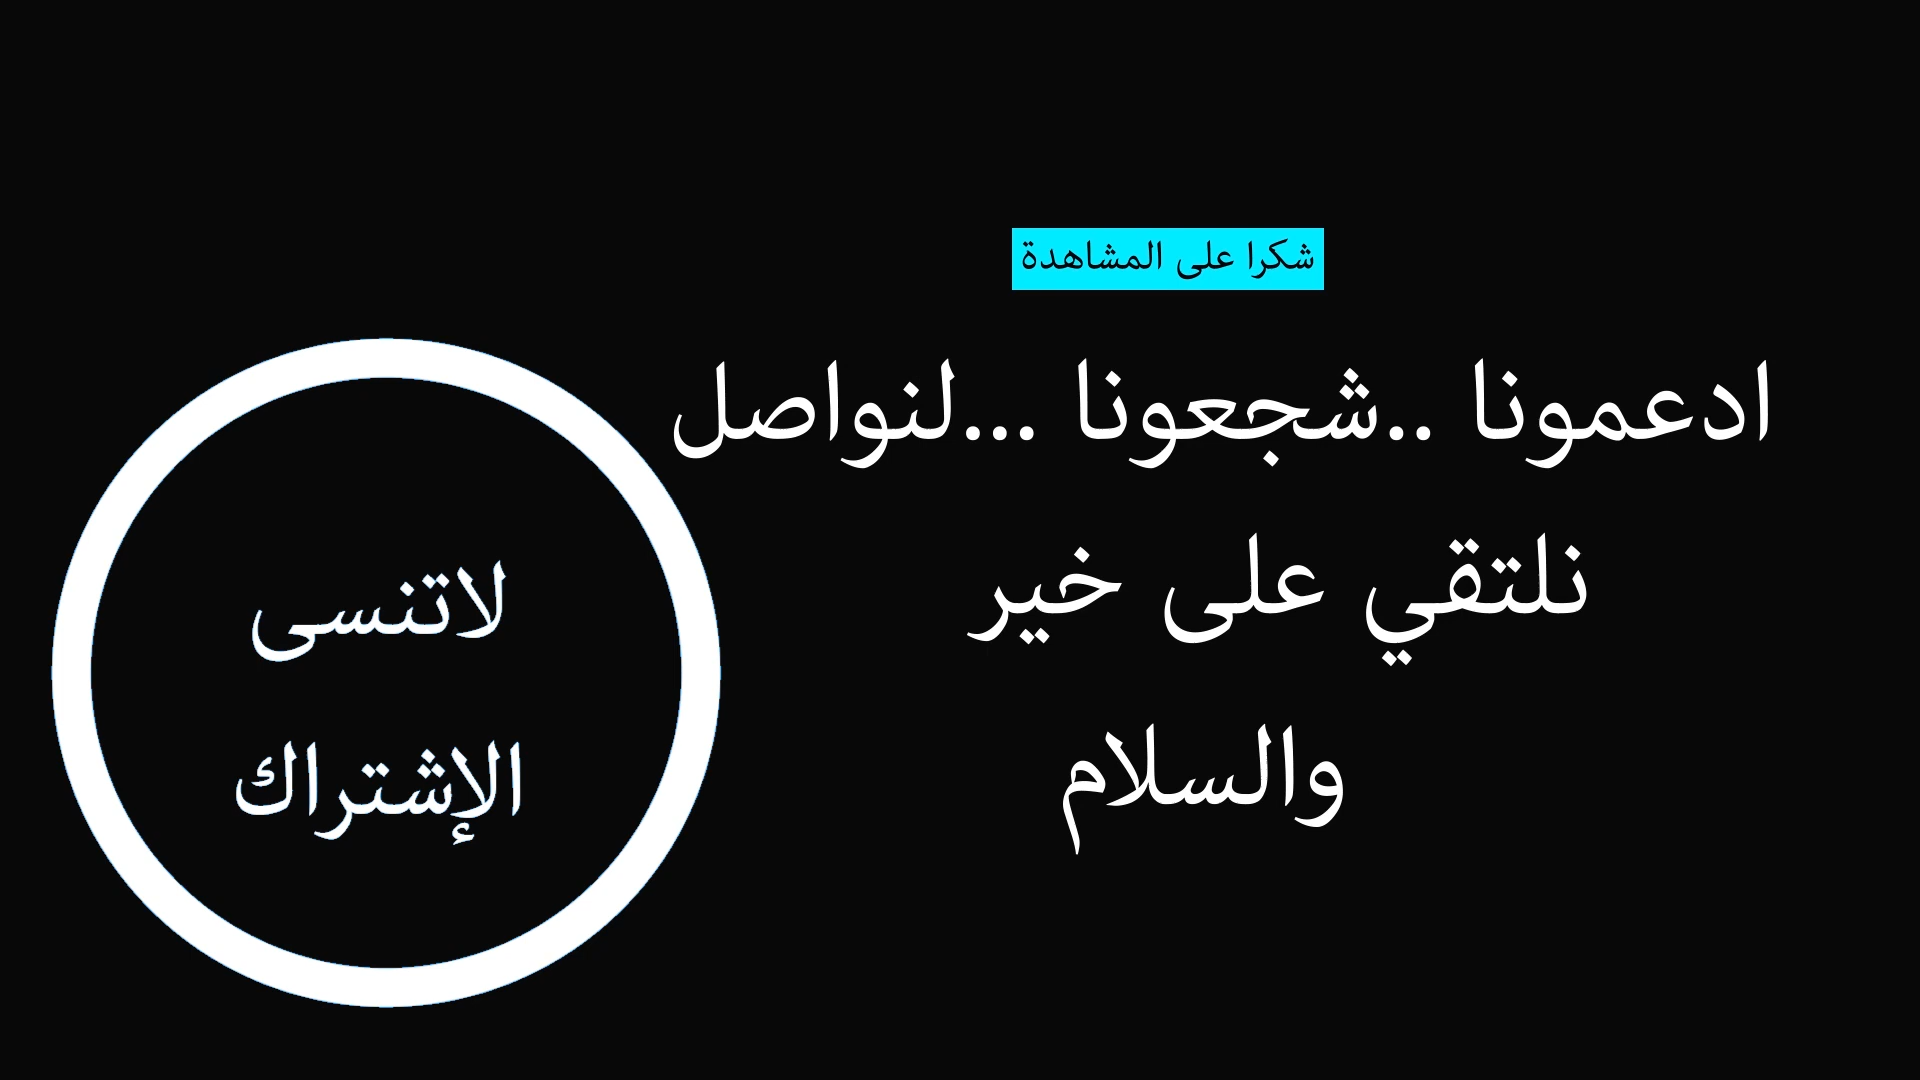 شكرا على المشاهدة
ادعمونا ..شجعونا ...لنواصل
نلتقي على خير
والسلام
لاتنسى
الإشتراك